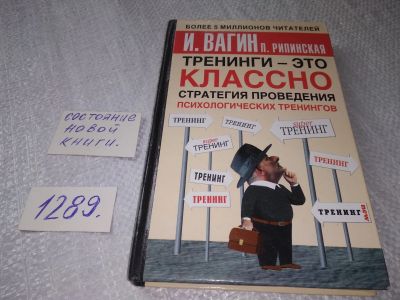 БОЛЕЕ 5 МИЛЛИОНОВ ЧИТАТЕЛЕЙ
И. ВАГИН П. РИПИНСКАЯ
ТРЕНИНГИ – ЭТО
КЛАССНО
СТРАТЕГИЯ ПРОВЕДЕНИЯ
ПСИХОЛОГИЧЕСКИХ ТРЕНИНГОВ
ТРЕНИНГ
ТРЕНИНГ
ТРЕНИНГ
ТРЕНИНГ
ТРЕНИНГ
ТРЕНИНГ
ТРЕНИНГ
ТРЕНИНГ
состояние
новой
книги.
1289.